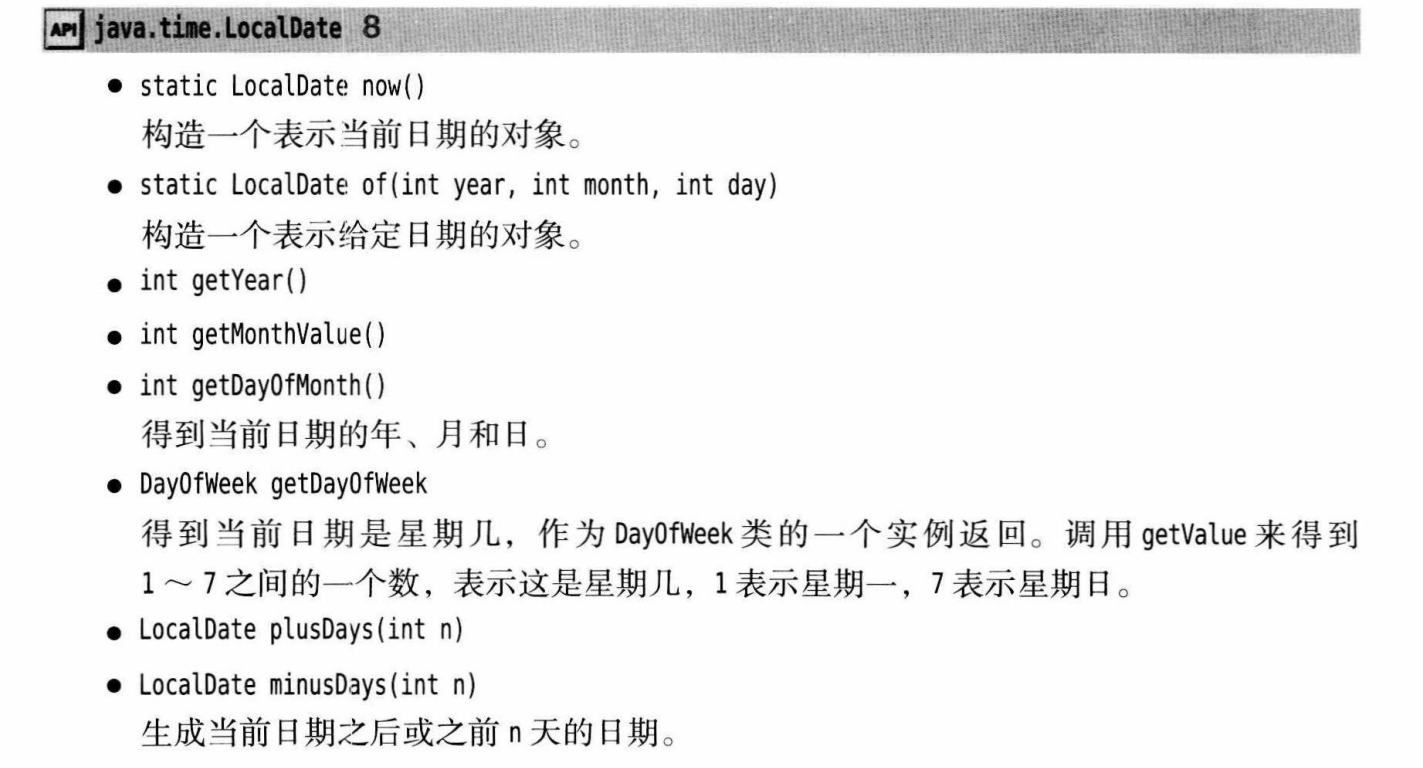 API java.time.LocalDate 8
● static LocalDate now()
构造一个表示当前日期的对象。
● static LocalDate of(int year, int month, int day)
构造一个表示给定日期的对象。
● int getYear()
● int getMonthValue()
● int getDayOfMonth()
得到当前日期的年、月和日。
● DayOfWeek getDayOfWeek
得到当前日期是星期几，作为 DayOfWeek 类的一个实例返回。调用 getValue 来得到
1 ～ 7 之间的一个数，表示这是星期几，1 表示星期一，7 表示星期日。
● LocalDate plusDays(int n)
● LocalDate minusDays(int n)
生成当前日期之后或之前 n 天的日期。